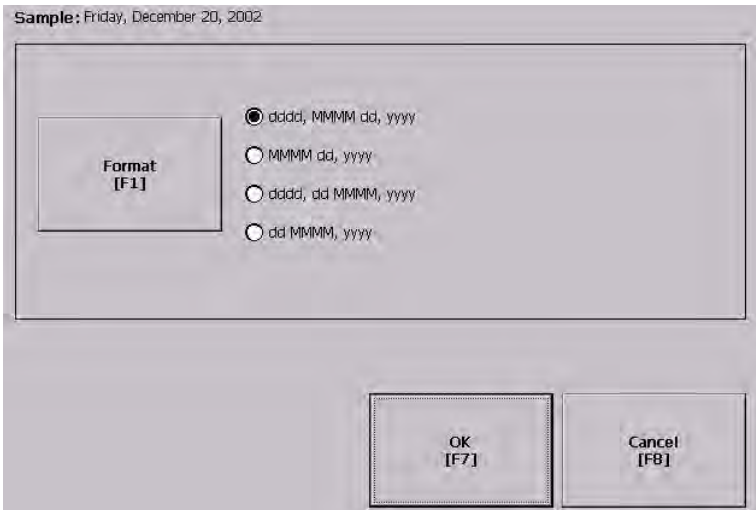 Sample: Friday, December 20, 2002
dddd, MMMM dd, yyyy
MMMM dd, yyyy
Format
[F1]
dddd, dd MMMM, yyyy
dd MMMM, yyyy
OK
[F7]
Cancel
[F8]